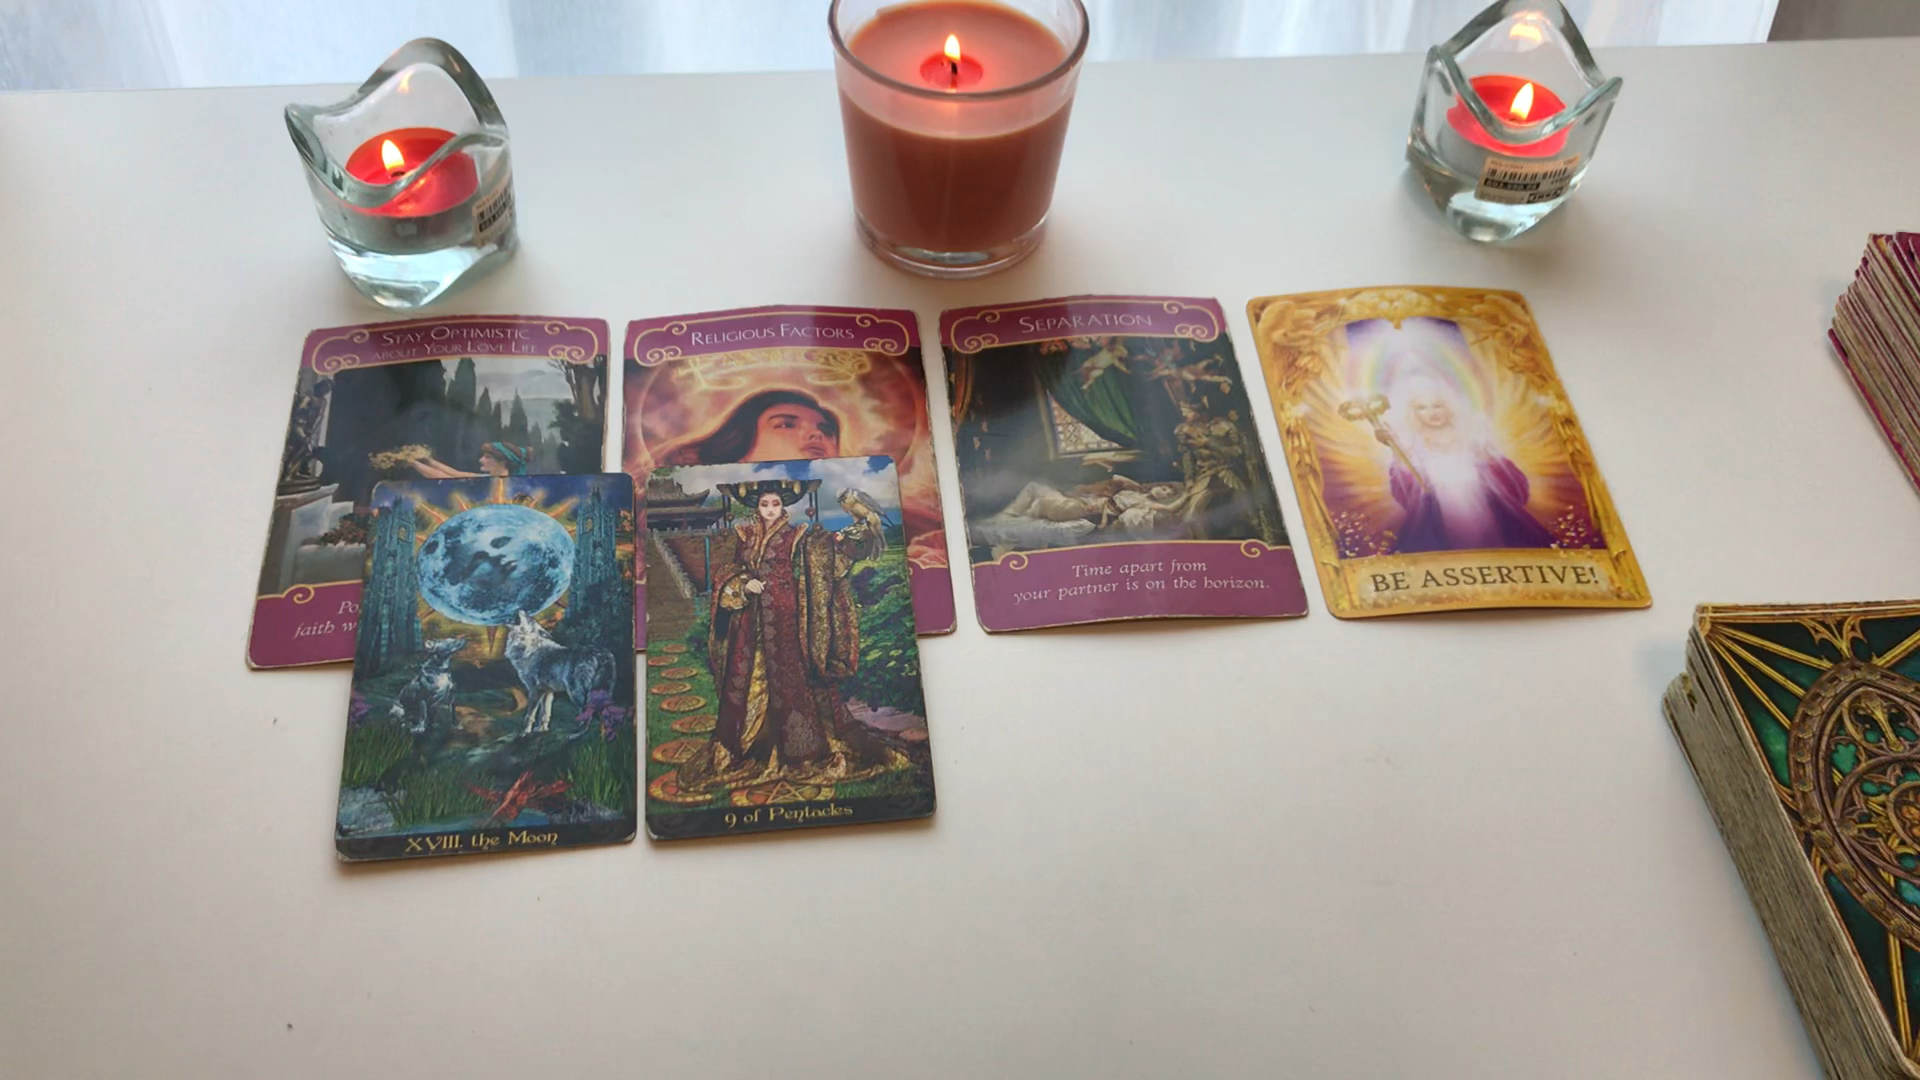 STAY OPTIMISTIC
ABOUT YOUR LOVE LIFE
faith
RELIGIOUS FACTORS
SEPARATION
Time apart from
your partner is on the horizon.
BE ASSERTIVE!
XVIII. the Moon
9 of Pentacles